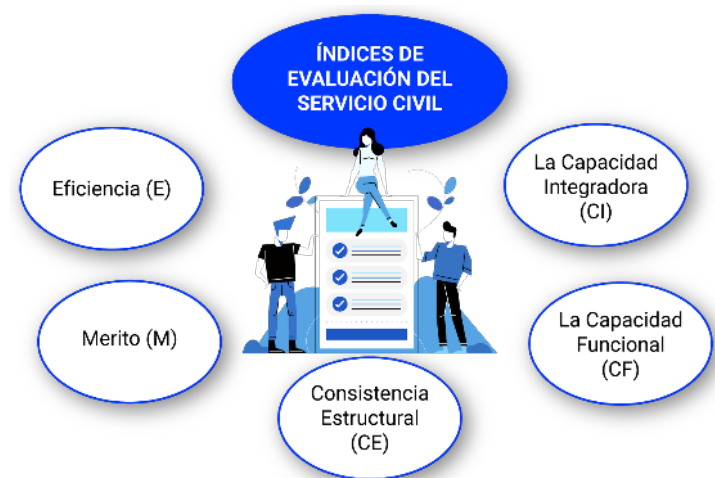 ÍNDICES DE
EVALUACIÓN DEL
SERVICIO CIVIL
Eficiencia (E)
La Capacidad
Integradora
(CI)
Merito (M)
La Capacidad
Funcional
(CF)
Consistencia
Estructural
(CE)